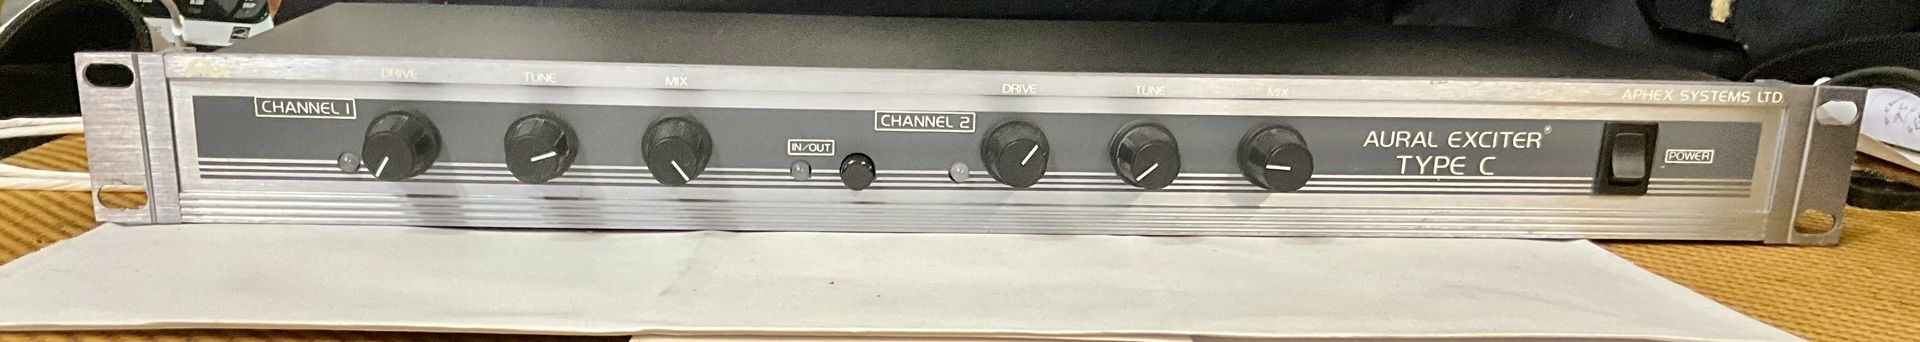 DRIVE TUNE MIX DRIVE TUNE MIX APHEX SYSTEMS LTD
CHANNEL 1 CHANNEL 2
IN/OUT AURAL EXCITER® POWER
TYPE C